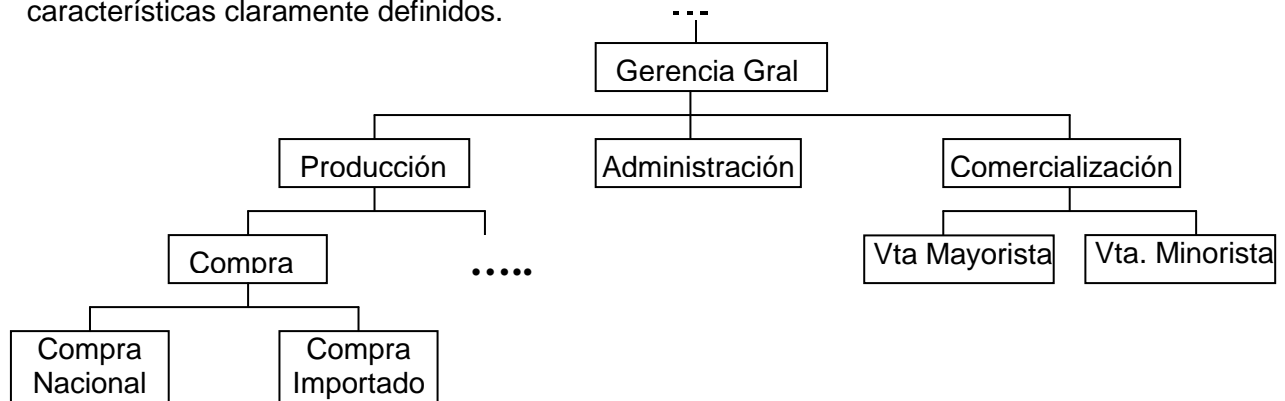 características claramente definidos.
---
Gerencia Gral
Producción
Administración
Comercialización
Compra
.....
Vta Mayorista
Vta. Minorista
Compra
Nacional
Compra
Importado